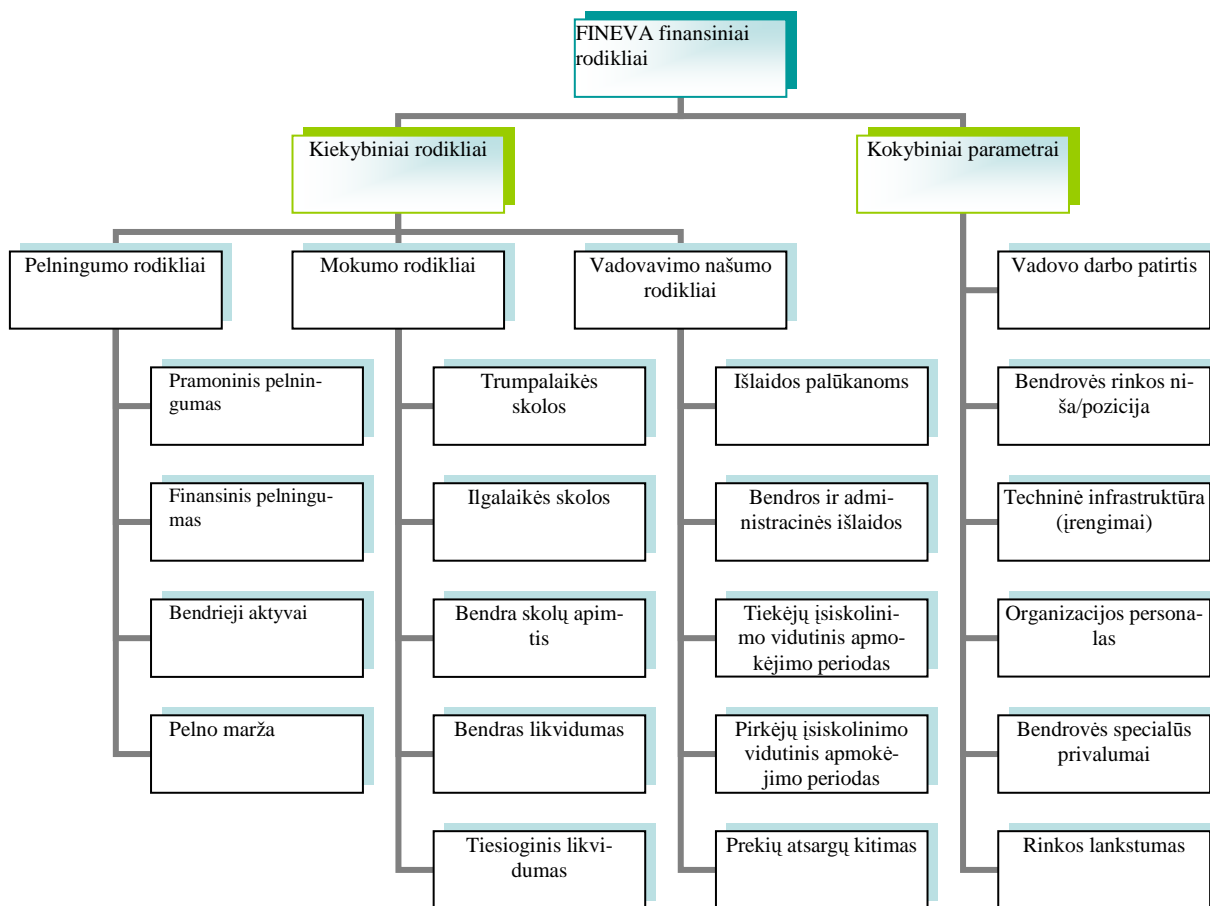 FINEVA finansiniai
rodikliai
Kiekybiniai rodikliai
Kokybiniai parametrai
Pelningumo rodikliai
Mokumo rodikliai
Vadovavimo našumo
rodikliai
Vadovo darbo patirtis
Pramoninis pelnin-
gumas
Trumpalaikės
skolos
Išlaidos palūkanoms
Bendrovės rinkos ni-
ša/pozicija
Finansinis pelningu-
mas
Ilgalaikės skolos
Bendros ir admi-
nistracinės išlaidos
Techninė infrastruktūra
(įrengimai)
Bendrieji aktyvai
Bendra skolų apim-
tis
Tiekėjų įsiskolini-
mo vidutinis apmo-
kėjimo periodas
Organizacijos persona-
las
Pelno marža
Bendras likvidumas
Pirkėjų įsiskolinimo
vidutinis apmokė-
jimo periodas
Bendrovės specialūs
privalumai
Tiesioginis likvi-
dumas
Prekių atsargų kitimas
Rinkos lankstumas